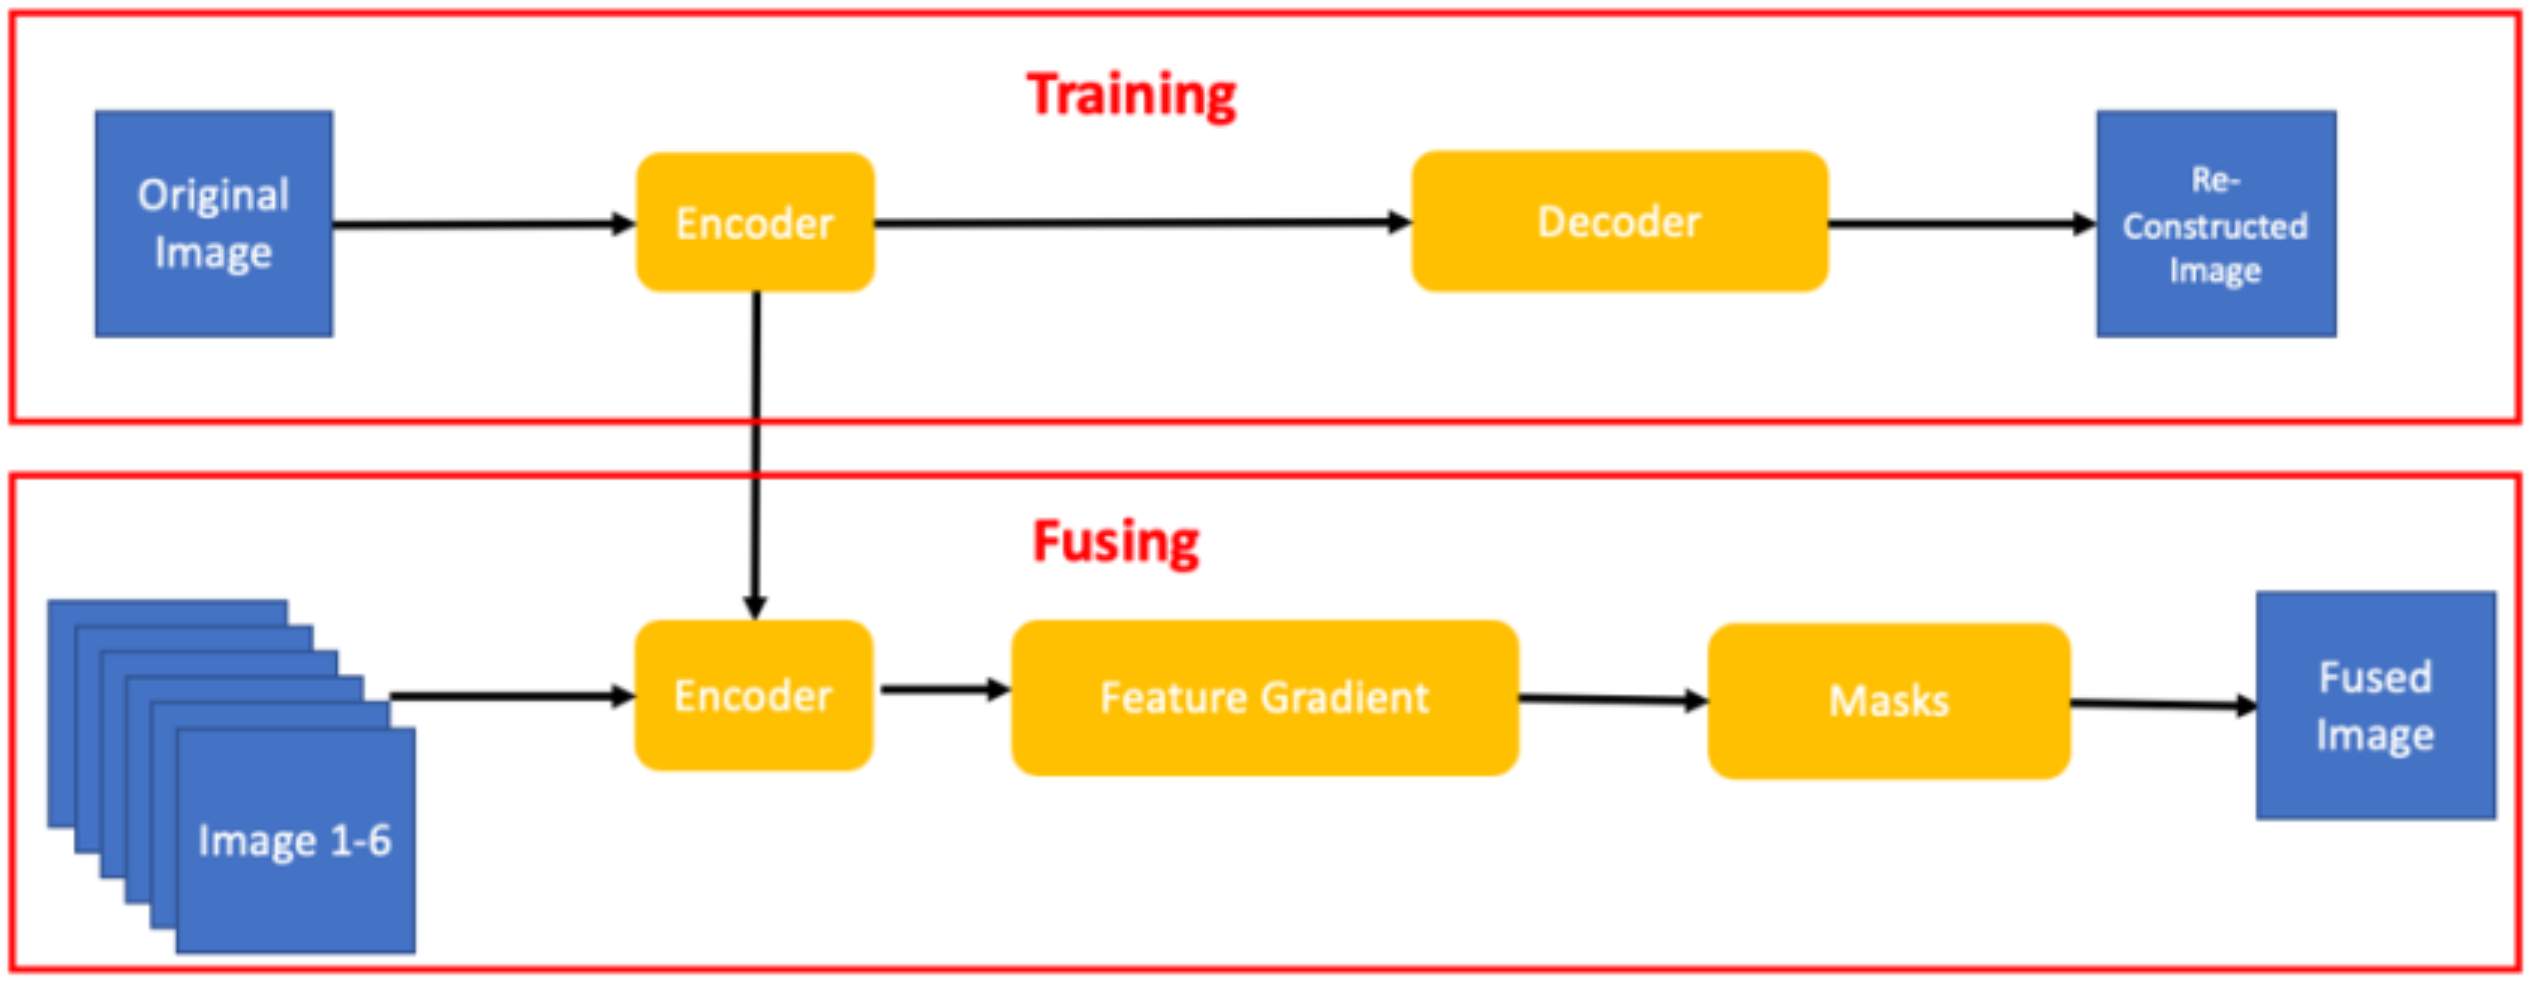 Training
Original
Image
Encoder
Decoder
Re-
Constructed
Image
Fusing
Image 1-6
Encoder
Feature Gradient
Masks
Fused
Image